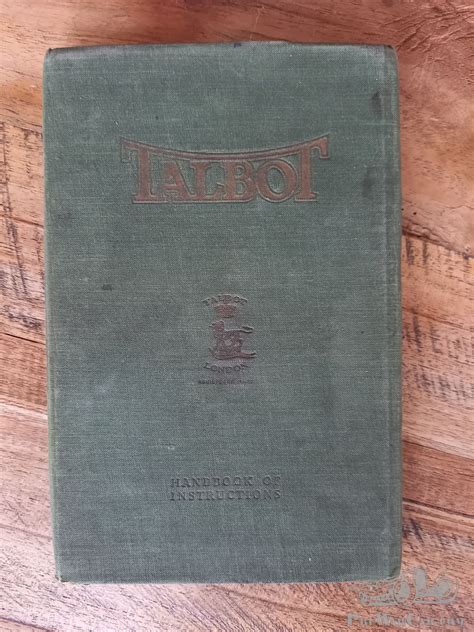 TALBOT
TALBOT
LONDON
HANDBOOK OF
INSTRUCTIONS